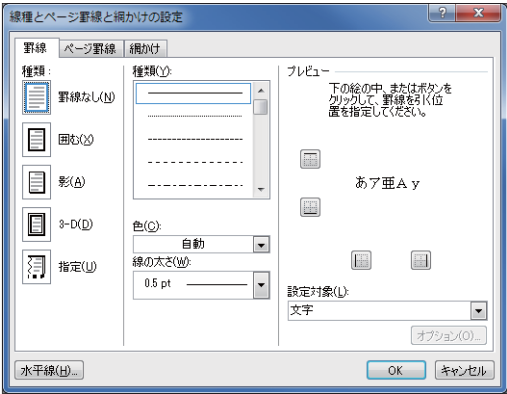 線種とページ罫線と網かけの設定
罫線 ページ罫線 網かけ
種類:
罫線なし(N)
囲む(X)
影(A)
3-D(D)
指定(U)
種類(Y):
色(C):
自動
線の太さ(W):
0.5 pt
プレビュー
下の絵の中、またはボタンを
クリックして、罫線を引く位
置を指定してください。
あア亜Ay
設定対象(L):
文字
オプション(O)...
水平線(H)...
OK キャンセル